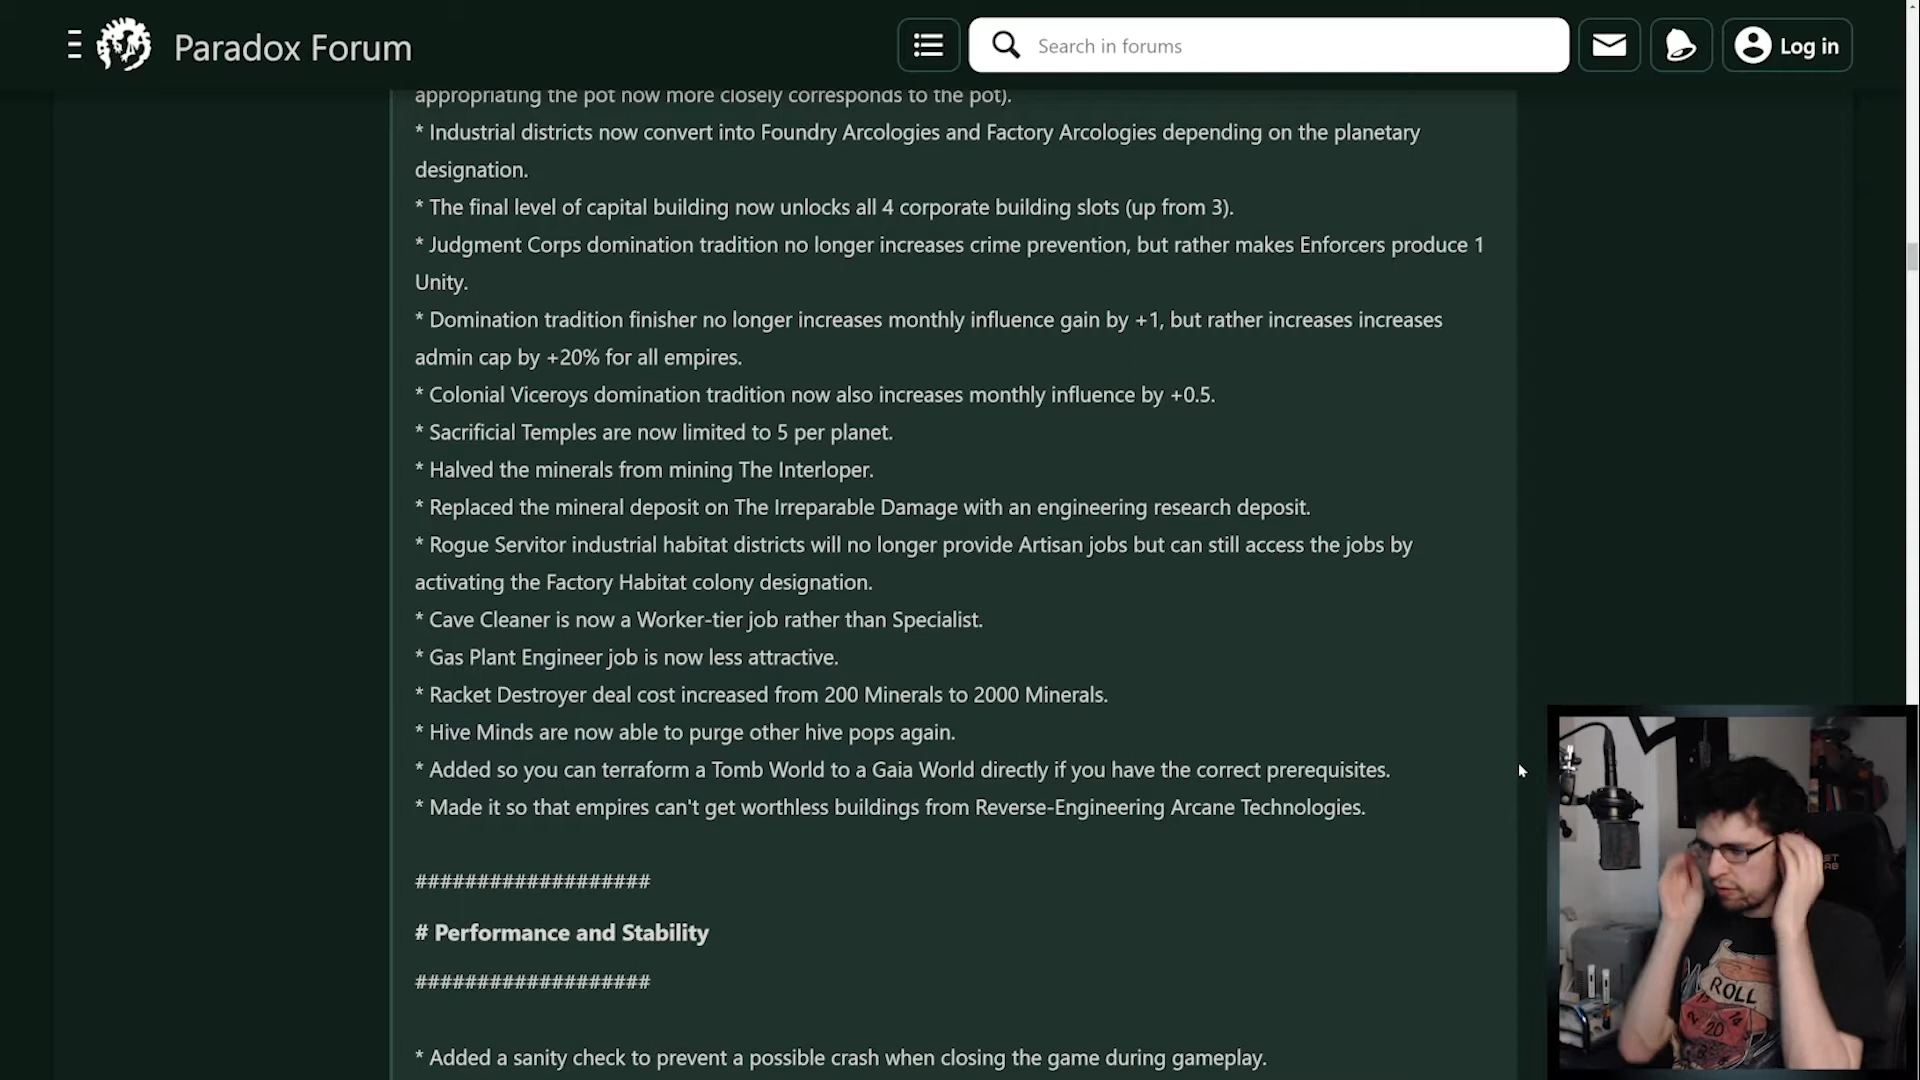 Paradox Forum
Search in forums
Log in
appropriating the pot now more closely corresponds to the pot).
* Industrial districts now convert into Foundry Arcologies and Factory Arcologies depending on the planetary
designation.
* The final level of capital building now unlocks all 4 corporate building slots (up from 3).
* Judgment Corps domination tradition no longer increases crime prevention, but rather makes Enforcers produce 1
Unity.
* Domination tradition finisher no longer increases monthly influence gain by +1, but rather increases increases
admin cap by +20% for all empires.
* Colonial Viceroys domination tradition now also increases monthly influence by +0.5.
* Sacrificial Temples are now limited to 5 per planet.
* Halved the minerals from mining The Interloper.
* Replaced the mineral deposit on The Irreparable Damage with an engineering research deposit.
* Rogue Servitor industrial habitat districts will no longer provide Artisan jobs but can still access the jobs by
activating the Factory Habitat colony designation.
* Cave Cleaner is now a Worker-tier job rather than Specialist.
* Gas Plant Engineer job is now less attractive.
* Racket Destroyer deal cost increased from 200 Minerals to 2000 Minerals.
* Hive Minds are now able to purge other hive pops again.
* Added so you can terraform a Tomb World to a Gaia World directly if you have the correct prerequisites.
* Made it so that empires can't get worthless buildings from Reverse-Engineering Arcane Technologies.
###################
# Performance and Stability
###################
* Added a sanity check to prevent a possible crash when closing the game during gameplay.
ROLL
20